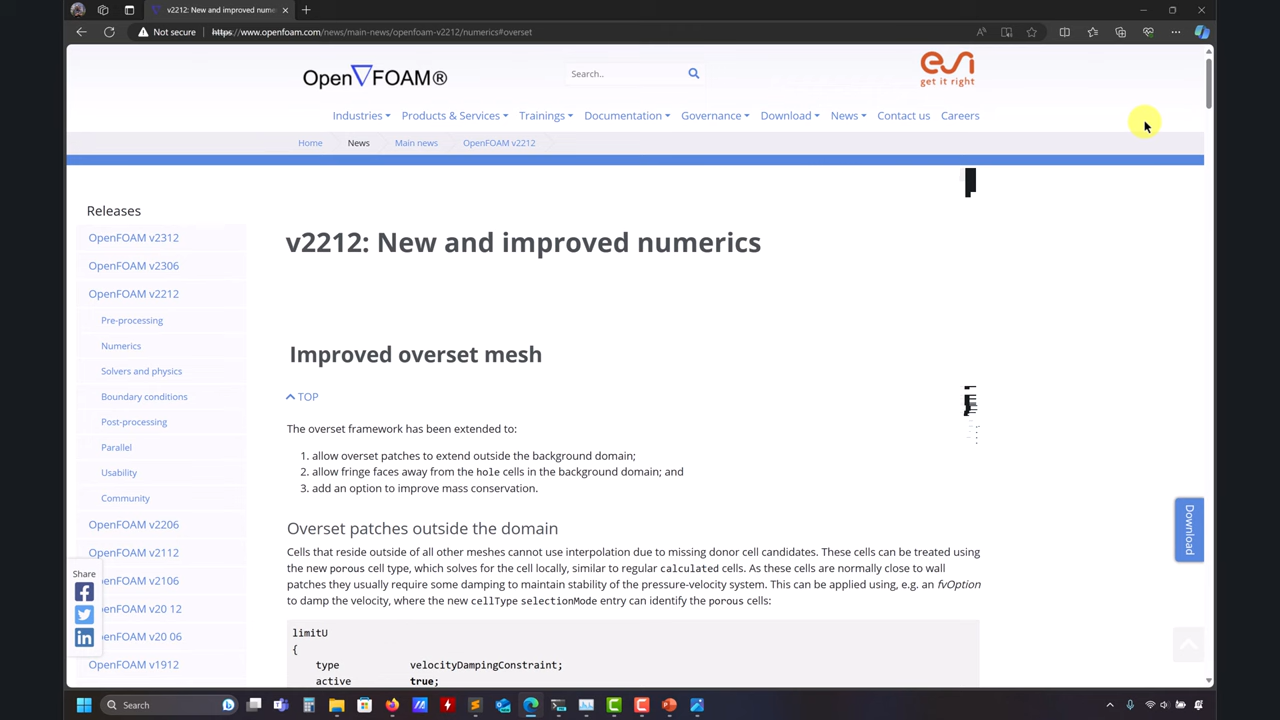 v2212: New and improved nume
Not secure
https://www.openfoam.com/news/main-news/openfoam-v2212/numerics#overset
Open▽FOAM®
Search..
esi
get it right
Industries
Products & Services
Trainings
Documentation
Governance
Download
News
Contact us
Careers
Home
News
Main news
OpenFOAM v2212
Releases
OpenFOAM v2312
OpenFOAM v2306
OpenFOAM v2212
Pre-processing
Numerics
Solvers and physics
Boundary conditions
Post-processing
Parallel
Usability
Community
OpenFOAM v2206
OpenFOAM v2112
OpenFOAM v2106
enFOAM v20 12
enFOAM v20 06
OpenFOAM v1912
Share
v2212: New and improved numerics
Improved overset mesh
TOP
The overset framework has been extended to:
1. allow overset patches to extend outside the background domain;
2. allow fringe faces away from the hole cells in the background domain; and
3. add an option to improve mass conservation.
Overset patches outside the domain
Cells that reside outside of all other meshes cannot use interpolation due to missing donor cell candidates. These cells can be treated using
the new porous cell type, which solves for the cell locally, similar to regular calculated cells. As these cells are normally close to wall
patches they usually require some damping to maintain stability of the pressure-velocity system. This can be applied using, e.g. an fvOption
to damp the velocity, where the new cellType selectionMode entry can identify the porous cells:
limitU
{
type velocityDampingConstraint;
active true;
Download
Search